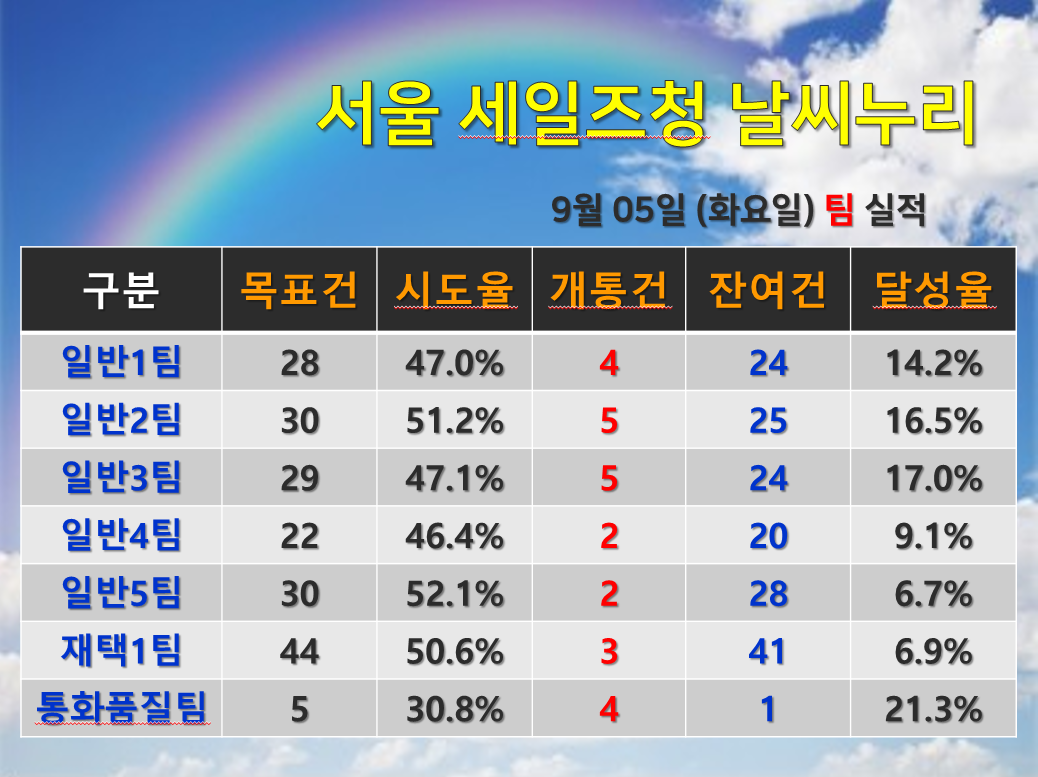 서울 세일즈청 날씨누리
9월 05일 (화요일) 팀 실적
구분 목표건 시도율 개통건 잔여건 달성율
일반1팀 28 47.0% 4 24 14.2%
일반2팀 30 51.2% 5 25 16.5%
일반3팀 29 47.1% 5 24 17.0%
일반4팀 22 46.4% 2 20 9.1%
일반5팀 30 52.1% 2 28 6.7%
재택1팀 44 50.6% 3 41 6.9%
통화품질팀 5 30.8% 4 1 21.3%